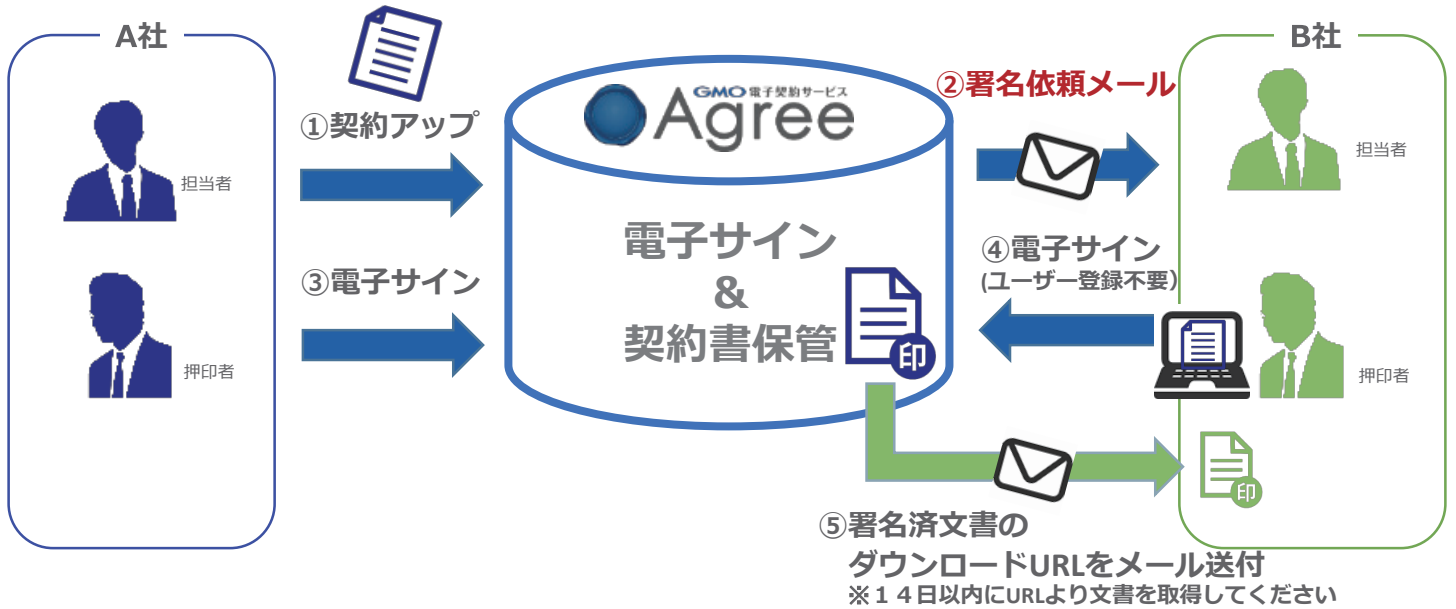 A社
担当者
押印者
①契約アップ
③電子サイン
GMO 電子契約サービス
Agree
電子サイン
&
契約書保管
印
②署名依頼メール
④電子サイン
(ユーザー登録不要）
B社
担当者
押印者
印
⑤署名済文書の
ダウンロードURLをメール送付
※１４日以内にURLより文書を取得してください